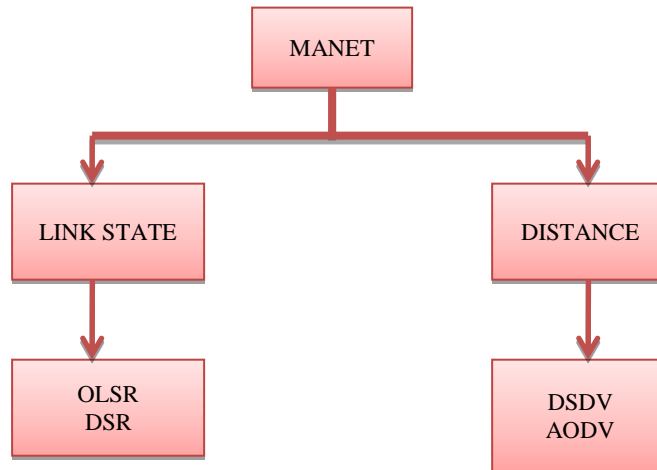 MANET
LINK STATE
DISTANCE
OLSR
DSR
DSDV
AODV